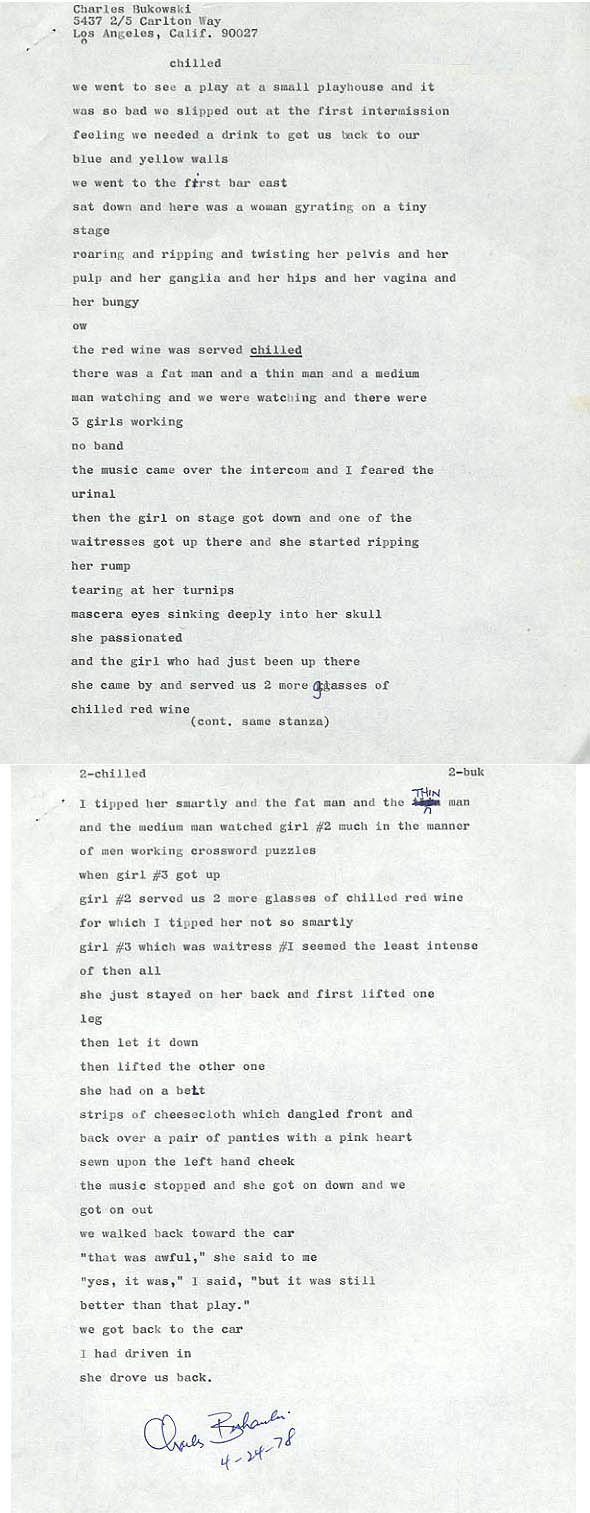 Charles Bukowski
5437 2/5 Carlton Way
Los Angeles, Calif. 90027
chilled
we went to see a play at a small playhouse and it
was so bad we slipped out at the first intermission
feeling we needed a drink to get us back to our
blue and yellow walls
we went to the first bar east
sat down and here was a woman gyrating on a tiny
stage
roaring and ripping and twisting her pelvis and her
pulp and her ganglia and her hips and her vagina and
her bungy
ow
the red wine was served chilled
there was a fat man and a thin man and a medium
man watching and we were watching and there were
3 girls working
no band
the music came over the intercom and I feared the
urinal
then the girl on stage got down and one of the
waitresses got up there and she started ripping
her rump
tearing at her turnips
mascera eyes sinking deeply into her skull
she passionated
and the girl who had just been up there
she came by and served us 2 more glasses of
chilled red wine
(cont. same stanza)
2-chilled 2-buk
I tipped her smartly and the fat man and the THIN man
and the medium man watched girl #2 much in the manner
of men working crossword puzzles
when girl #3 got up
girl #2 served us 2 more glasses of chilled red wine
for which I tipped her not so smartly
girl #3 which was waitress #I seemed the least intense
of then all
she just stayed on her back and first lifted one
leg
then let it down
then lifted the other one
she had on a belt
strips of cheesecloth which dangled front and
back over a pair of panties with a pink heart
sewn upon the left hand cheek
the music stopped and she got on down and we
got on out
we walked back toward the car
"that was awful," she said to me
"yes, it was," I said, "but it was still
better than that play."
we got back to the car
I had driven in
she drove us back.
Charles Bukowski
4-24-78